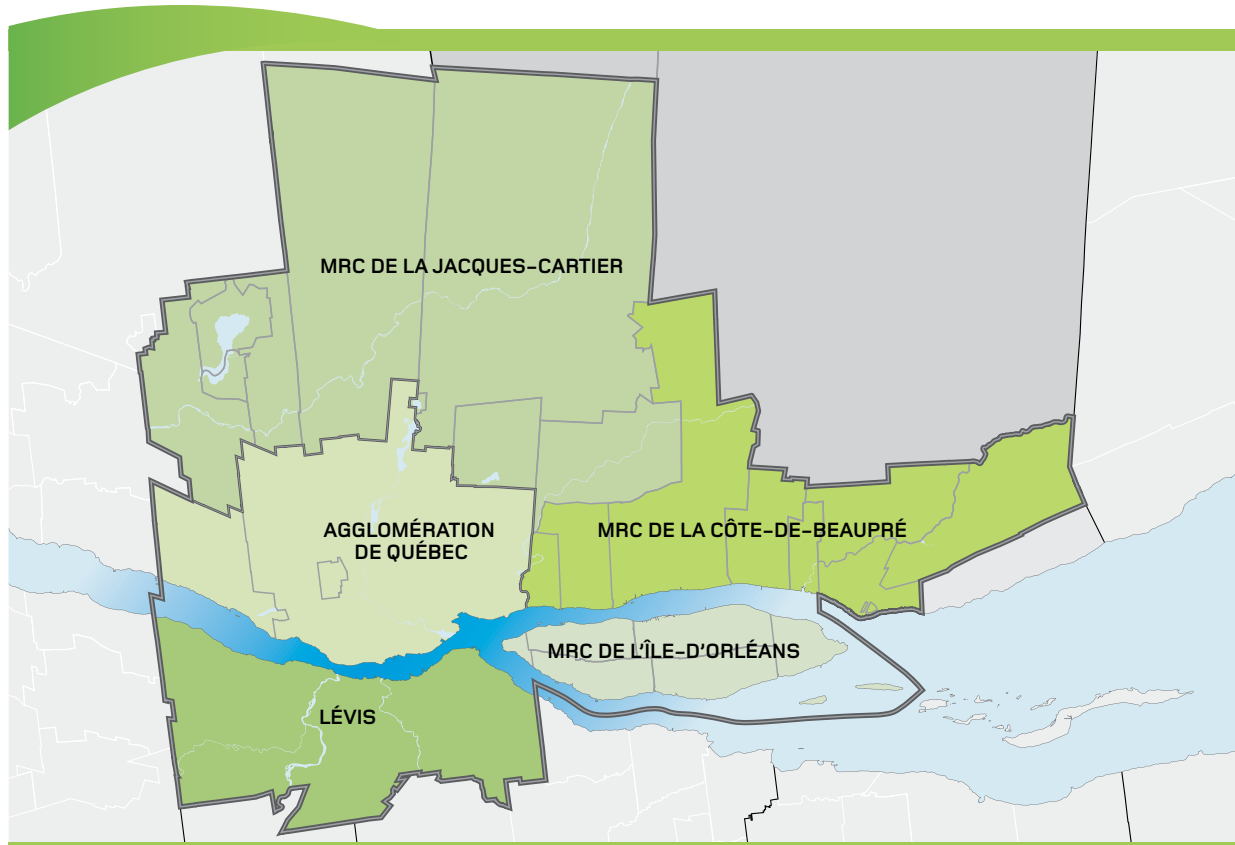 MRC DE LA JACQUES–CARTIER
AGGLOMÉRATION
DE QUÉBEC
MRC DE LA CÔTE–DE–BEAUPRÉ
MRC DE L'ÎLE–D'ORLÉANS
LÉVIS